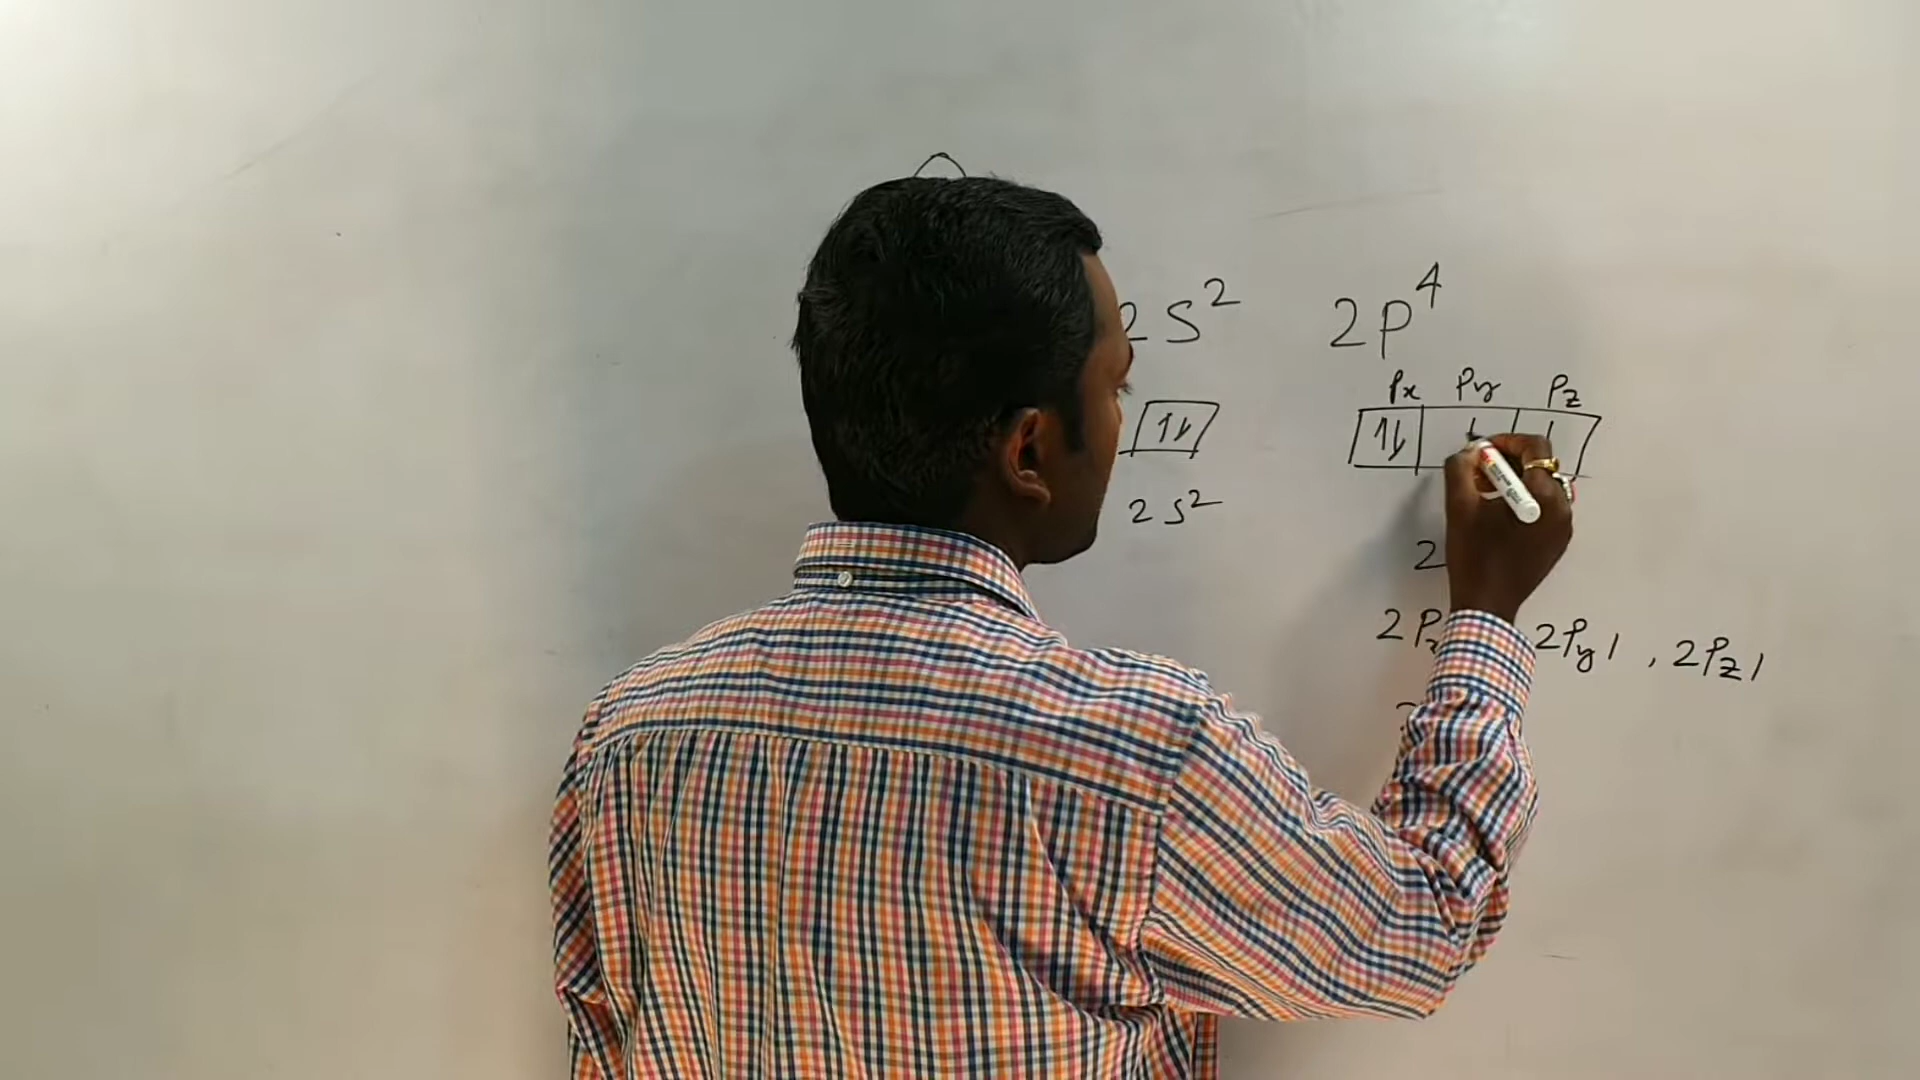 2S² 2P⁴
Px Py Pz
↿⇂ ↿⇂
2S²
2Py1 , 2Pz1